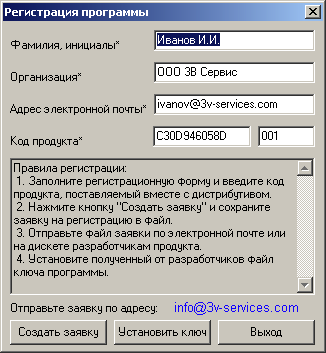 Регистрация программы
Фамилия, инициалы* Иванов И.И.
Организация* ООО 3В Сервис
Адрес электронной почты* ivanov@3v-services.com
Код продукта* C30D946058D 001
Правила регистрации:
1. Заполните регистрационную форму и введите код
продукта, поставляемый вместе с дистрибутивом.
2. Нажмите кнопку "Создать заявку" и сохраните
заявку на регистрацию в файл.
3. Отправьте файл заявки по электронной почте или
на дискете разработчикам продукта.
4. Установите полученный от разработчиков файл
ключа программы.
Отправьте заявку по адресу: info@3v-services.com
Создать заявку Установить ключ Выход